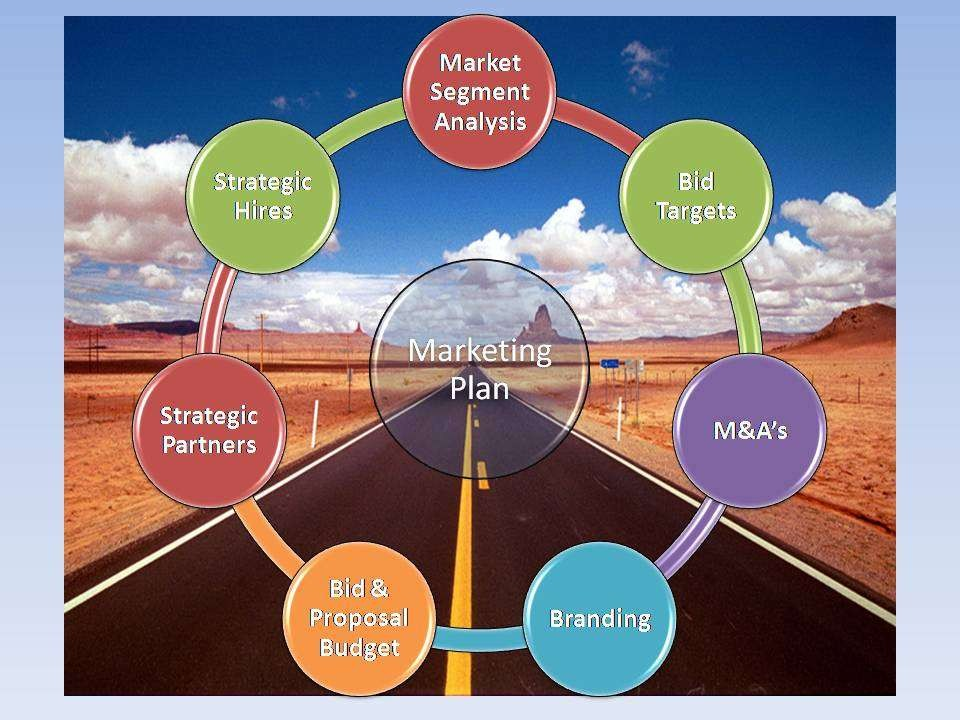 Market
Segment
Analysis
Bid
Targets
M&A's
Branding
Bid &
Proposal
Budget
Strategic
Partners
Strategic
Hires
Marketing
Plan